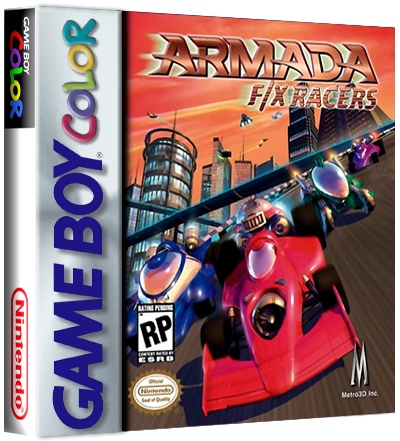 GAME BOY
COLOR
Nintendo
GAME BOY COLOR
ARMADA
F/X RACERS
RATING PENDING
RP
CONTENT RATED BY
ESRB
Official
Nintendo
Seal of Quality
M
Metro3D, Inc.